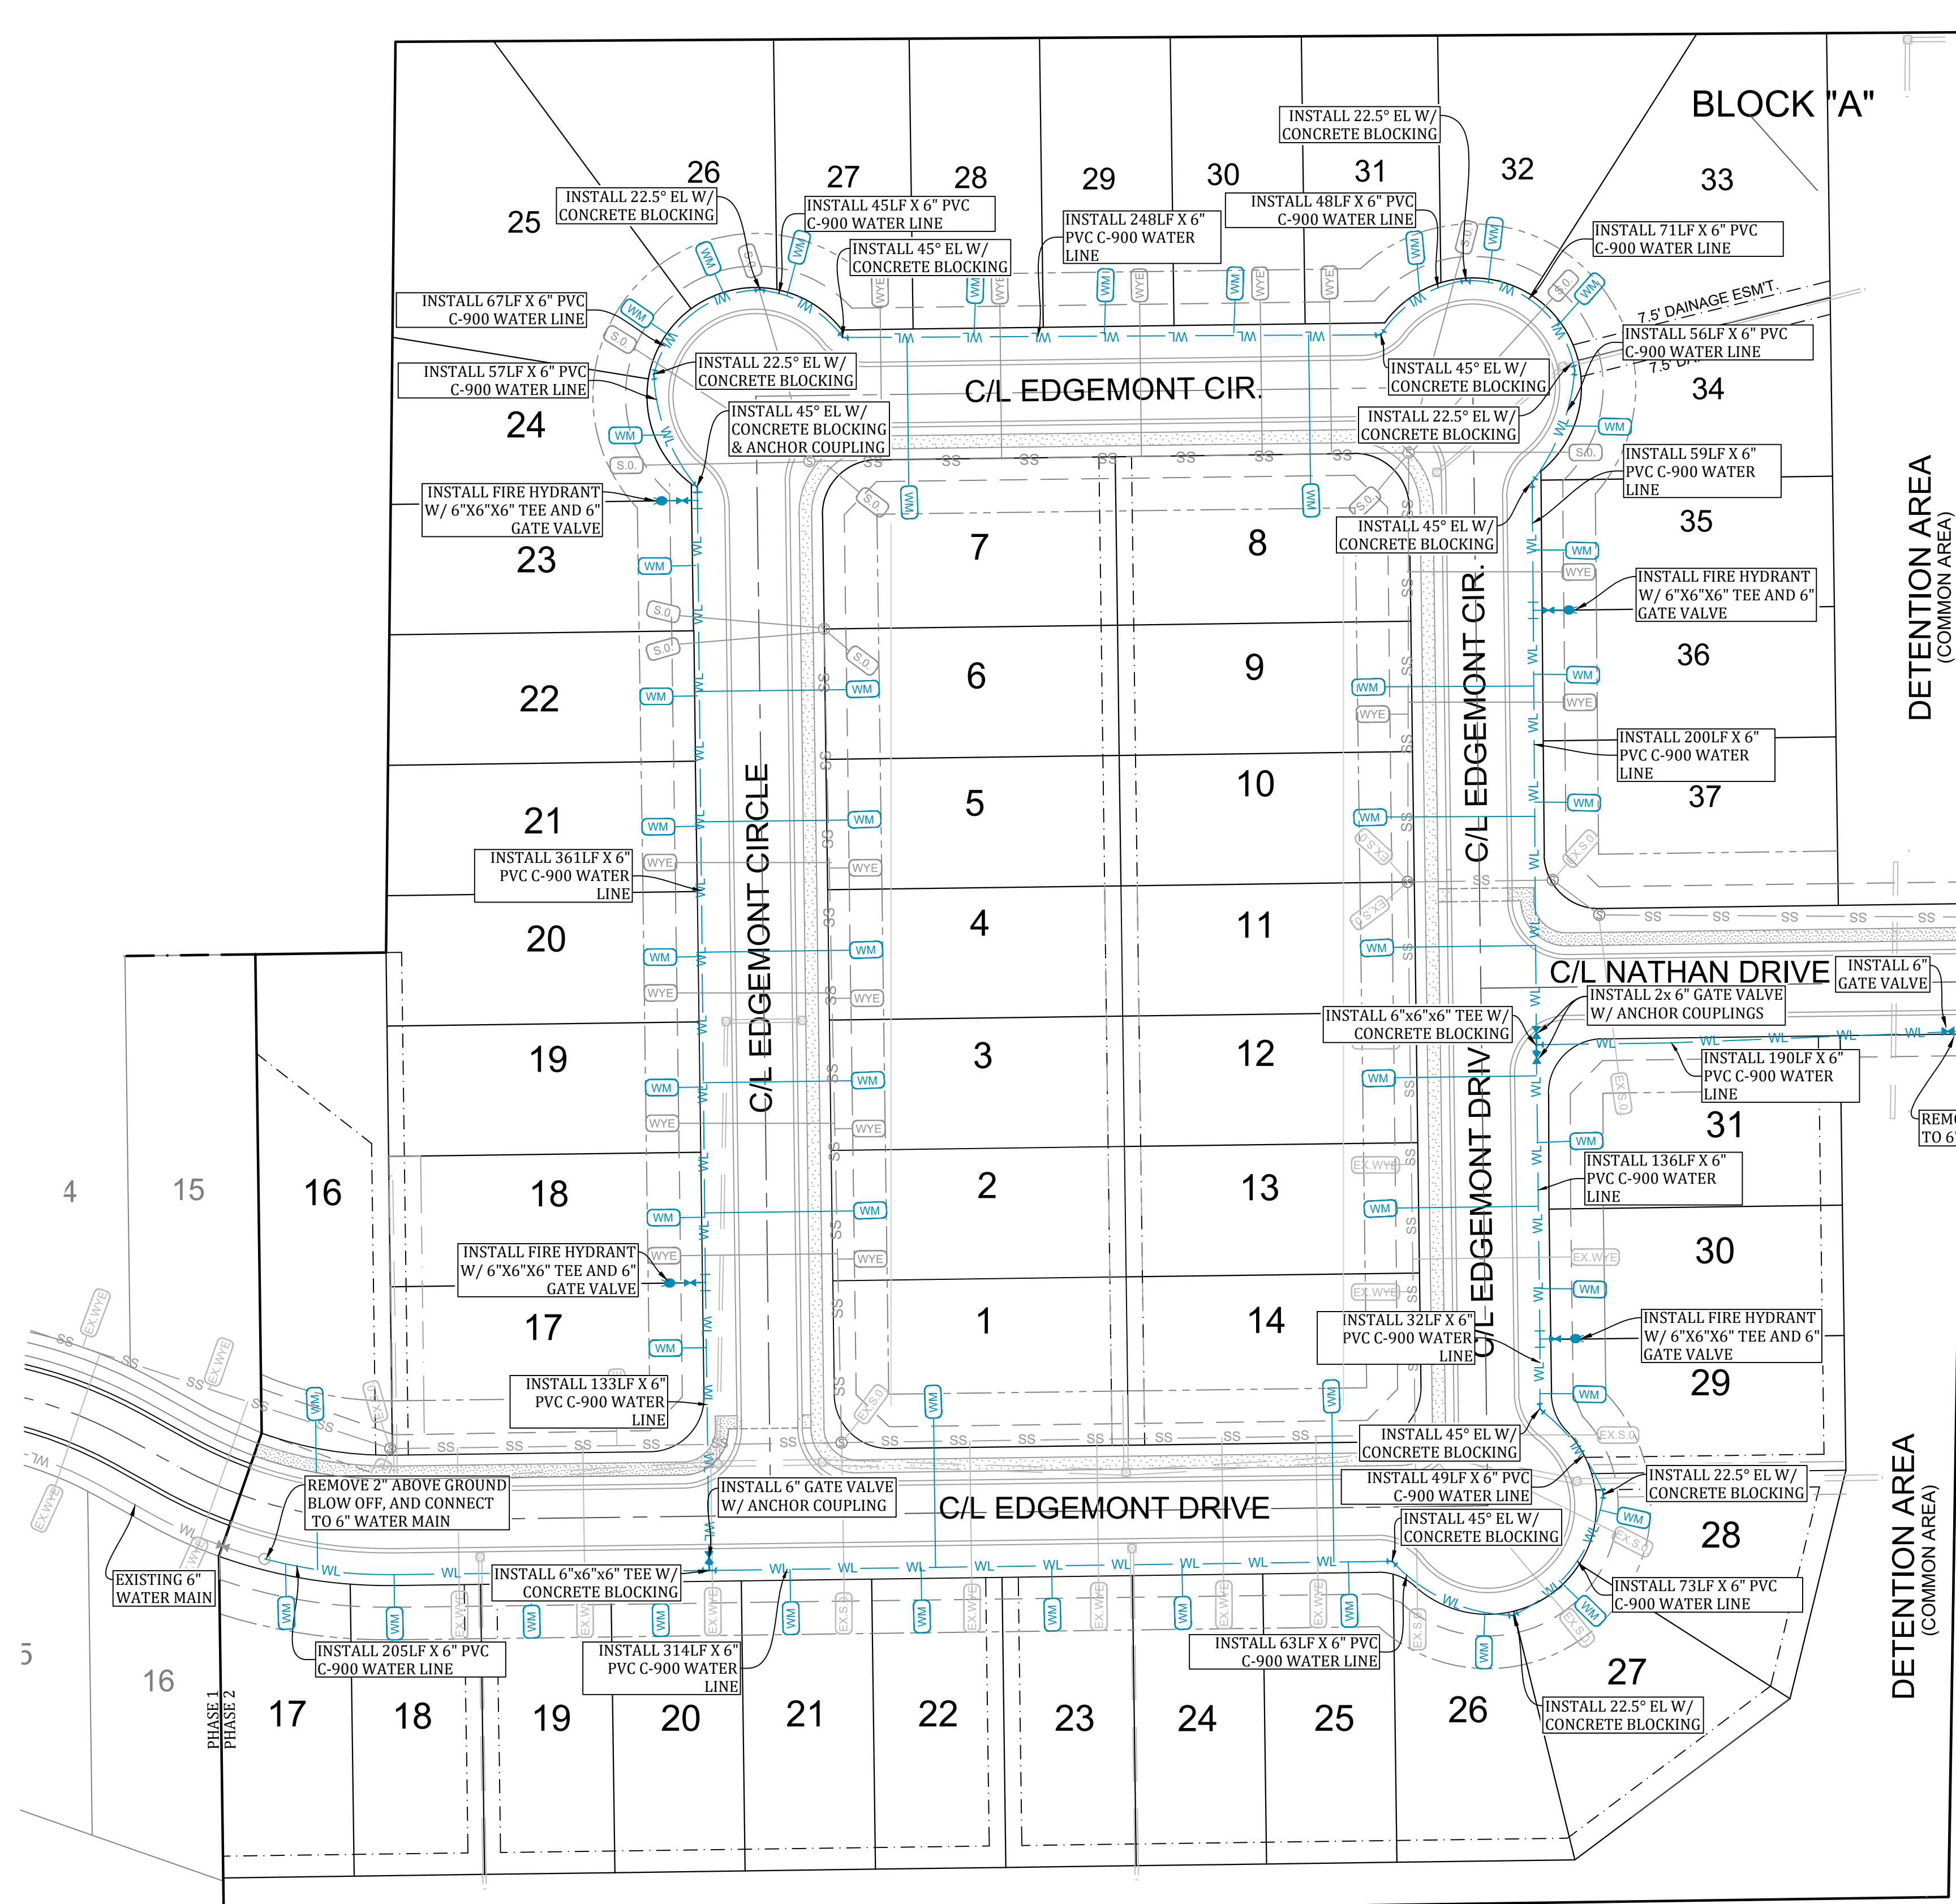 BLOCK "A"
INSTALL 22.5° EL W/
CONCRETE BLOCKING
26
27
28
29
30
31
32
33
25
INSTALL 22.5° EL W/
CONCRETE BLOCKING
INSTALL 45LF X 6" PVC
C-900 WATER LINE
INSTALL 45° EL W/
CONCRETE BLOCKING
INSTALL 248LF X 6"
PVC C-900 WATER
LINE
INSTALL 48LF X 6" PVC
C-900 WATER LINE
INSTALL 71LF X 6" PVC
C-900 WATER LINE
7.5' DAINAGE ESM'T.
INSTALL 67LF X 6" PVC
C-900 WATER LINE
INSTALL 57LF X 6" PVC
C-900 WATER LINE
INSTALL 22.5° EL W/
CONCRETE BLOCKING
INSTALL 45° EL W/
CONCRETE BLOCKING
& ANCHOR COUPLING
C/L EDGEMONT CIR.
INSTALL 45° EL W/
CONCRETE BLOCKING
INSTALL 22.5° EL W/
CONCRETE BLOCKING
INSTALL 56LF X 6" PVC
C-900 WATER LINE
34
24
INSTALL 59LF X 6"
PVC C-900 WATER
LINE
INSTALL FIRE HYDRANT
W/ 6"X6"X6" TEE AND 6"
GATE VALVE
INSTALL 45° EL W/
CONCRETE BLOCKING
35
23
7
8
INSTALL FIRE HYDRANT
W/ 6"X6"X6" TEE AND 6"
GATE VALVE
DETENTION AREA
(COMMON AREA)
36
22
6
9
C/L EDGEMONT CIR.
INSTALL 200LF X 6"
PVC C-900 WATER
LINE
37
21
5
10
C/L EDGEMONT CIRCLE
INSTALL 361LF X 6"
PVC C-900 WATER
LINE
20
4
11
C/L NATHAN DRIVE
INSTALL 6"
GATE VALVE
INSTALL 2x 6" GATE VALVE
W/ ANCHOR COUPLINGS
INSTALL 6"x6"x6" TEE W/
CONCRETE BLOCKING
19
3
12
INSTALL 190LF X 6"
PVC C-900 WATER
LINE
REMO
TO 6"
31
C/L EDGEMONT DRIV
INSTALL 136LF X 6"
PVC C-900 WATER
LINE
4
15
16
18
2
13
30
INSTALL FIRE HYDRANT
W/ 6"X6"X6" TEE AND 6"
GATE VALVE
17
1
14
INSTALL 32LF X 6"
PVC C-900 WATER
LINE
INSTALL FIRE HYDRANT
W/ 6"X6"X6" TEE AND 6"
GATE VALVE
29
INSTALL 133LF X 6"
PVC C-900 WATER
LINE
INSTALL 45° EL W/
CONCRETE BLOCKING
REMOVE 2" ABOVE GROUND
BLOW OFF, AND CONNECT
TO 6" WATER MAIN
INSTALL 6" GATE VALVE
W/ ANCHOR COUPLING
C/L EDGEMONT DRIVE
INSTALL 49LF X 6" PVC
C-900 WATER LINE
INSTALL 45° EL W/
CONCRETE BLOCKING
INSTALL 22.5° EL W/
CONCRETE BLOCKING
28
DETENTION AREA
(COMMON AREA)
EXISTING 6"
WATER MAIN
INSTALL 6"x6"x6" TEE W/
CONCRETE BLOCKING
INSTALL 73LF X 6" PVC
C-900 WATER LINE
INSTALL 205LF X 6" PVC
C-900 WATER LINE
INSTALL 314LF X 6"
PVC C-900 WATER
LINE
INSTALL 63LF X 6" PVC
C-900 WATER LINE
5
16
PHASE 1
PHASE 2
17
18
19
20
21
22
23
24
25
26
27
INSTALL 22.5° EL W/
CONCRETE BLOCKING
WM
WL
SS
S.O.
WYE
EX.WYE
EX.S.O.